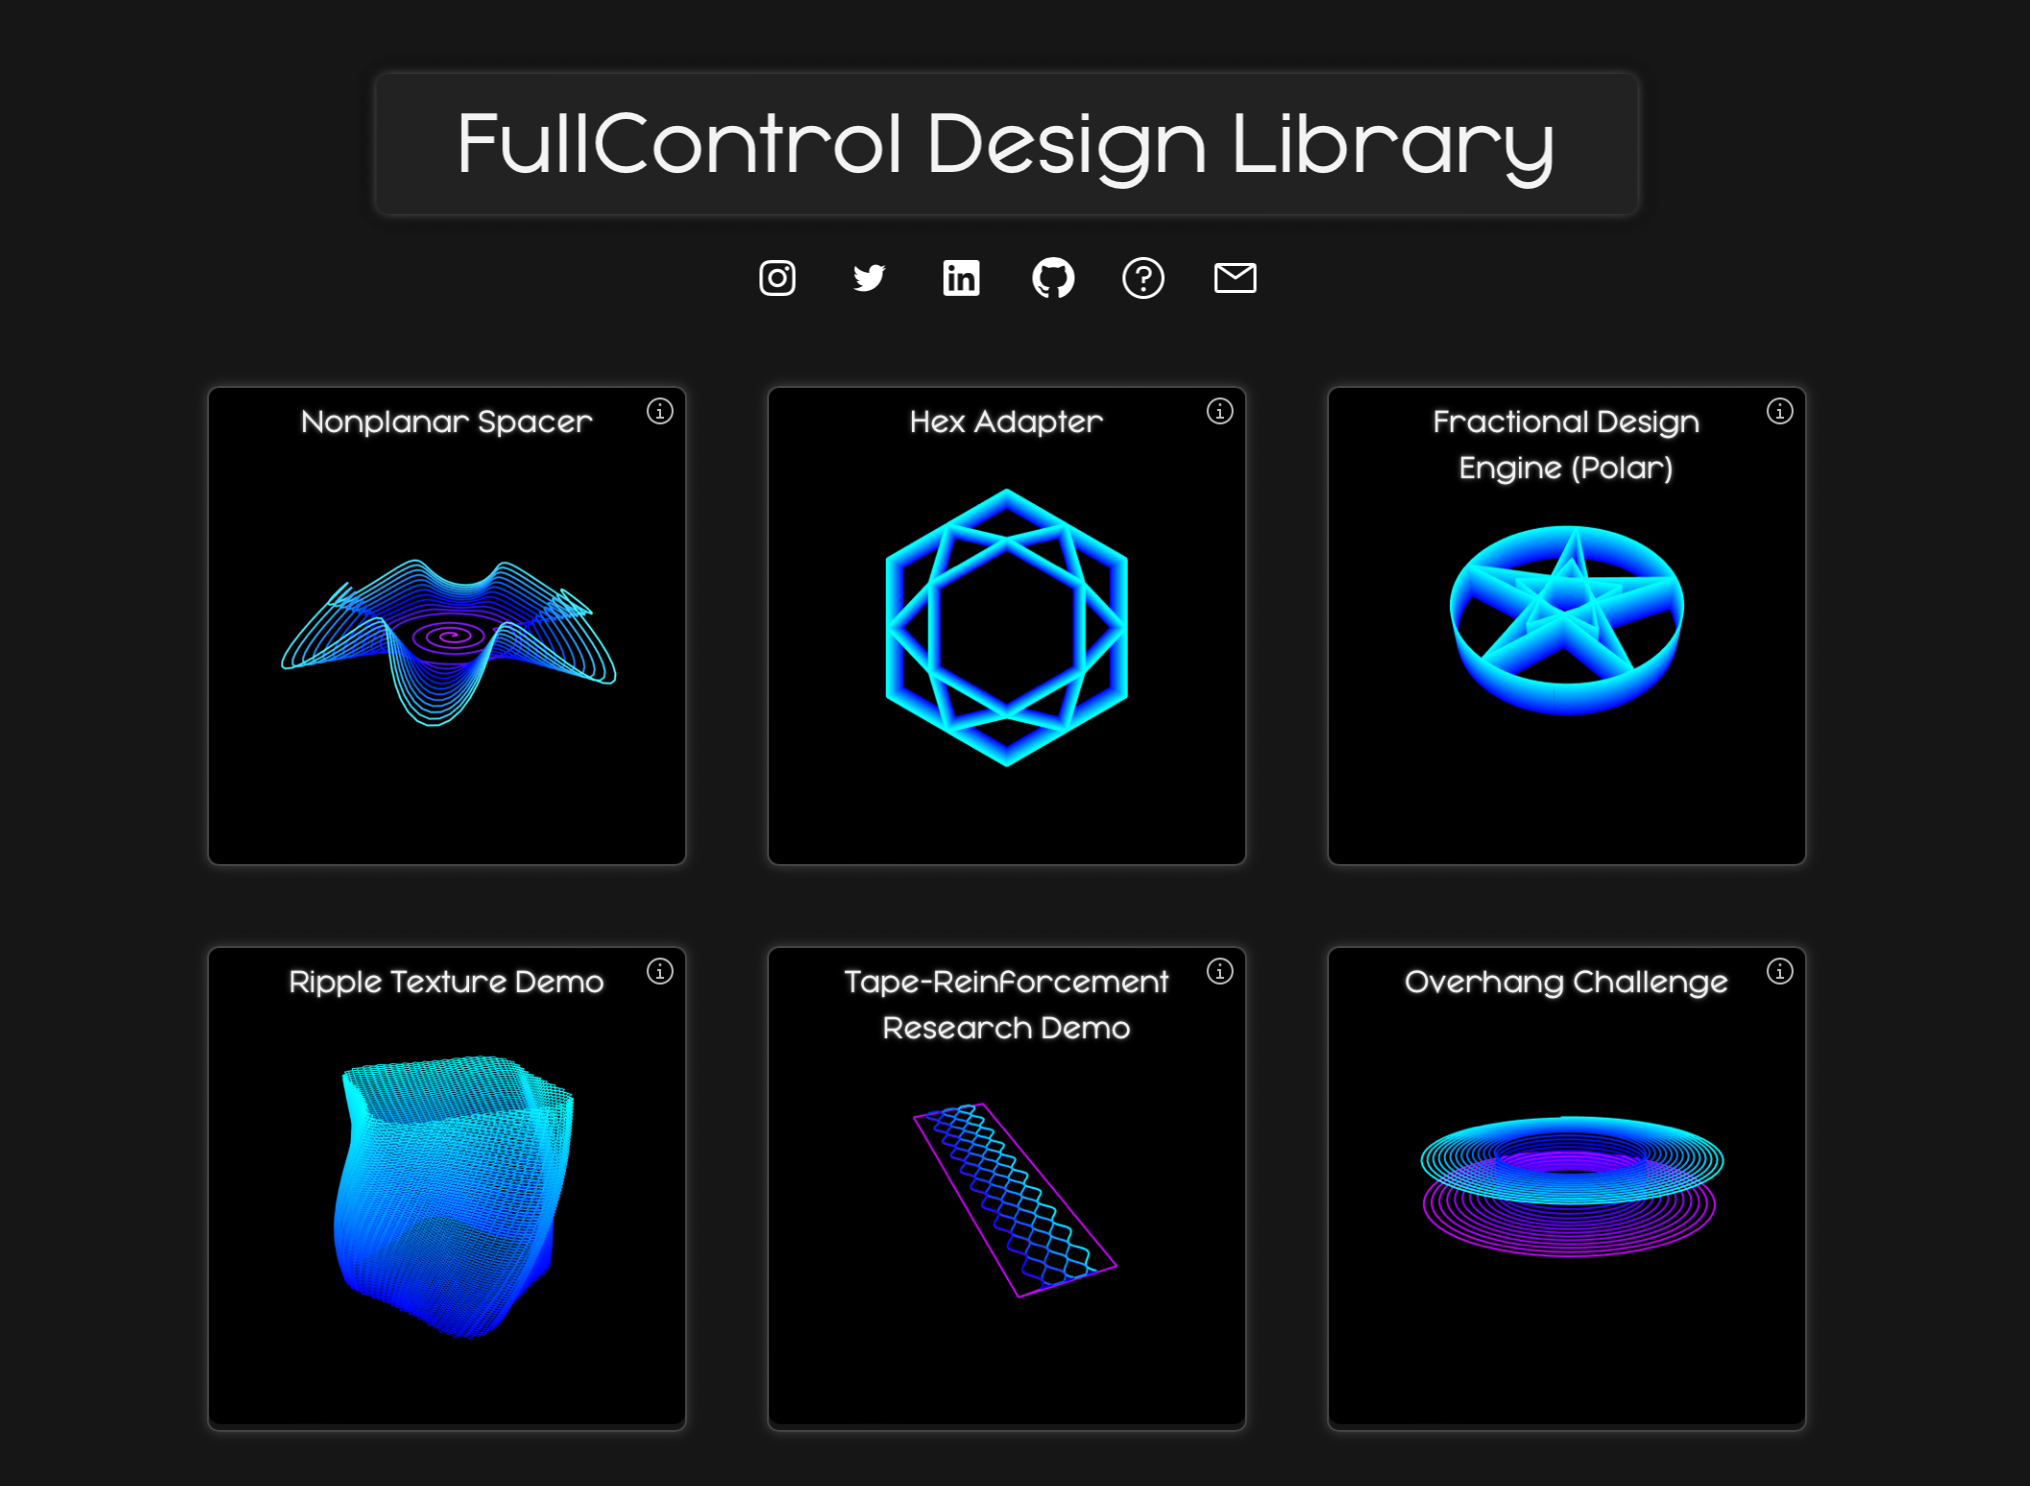 FullControl Design Library
Nonplanar Spacer
Hex Adapter
Fractional Design
Engine (Polar)
Ripple Texture Demo
Tape-Reinforcement
Research Demo
Overhang Challenge